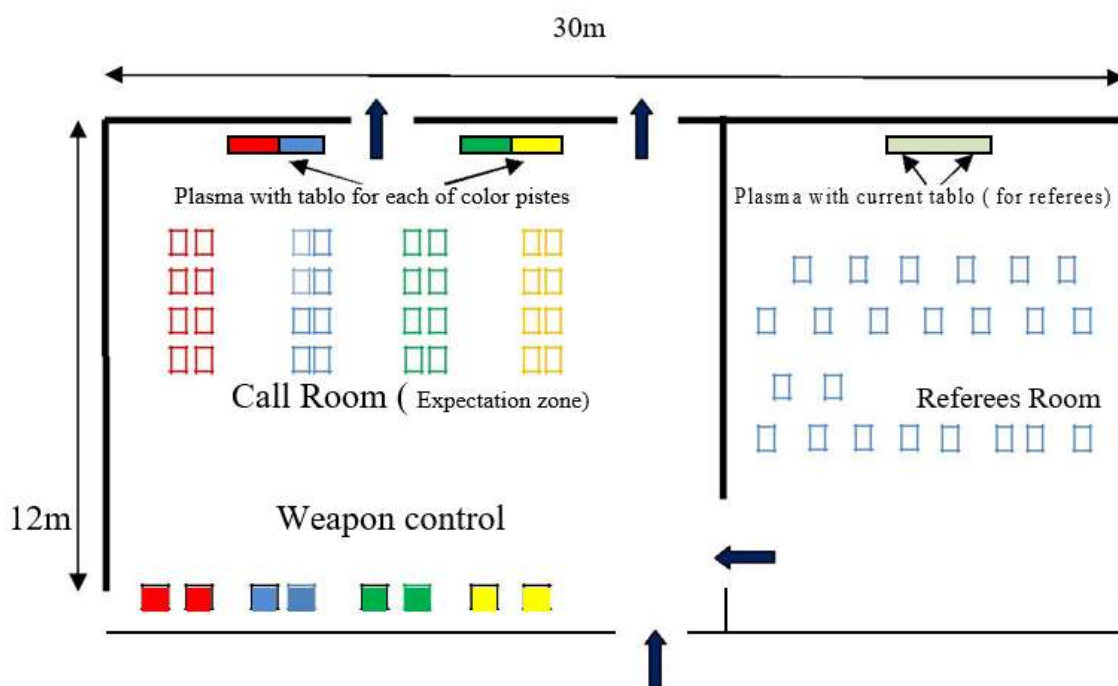 30m
Plasma with tablo for each of color pistes
Plasma with current tablo ( for referees)
Call Room ( Expectation zone)
Referees Room
12m
Weapon control